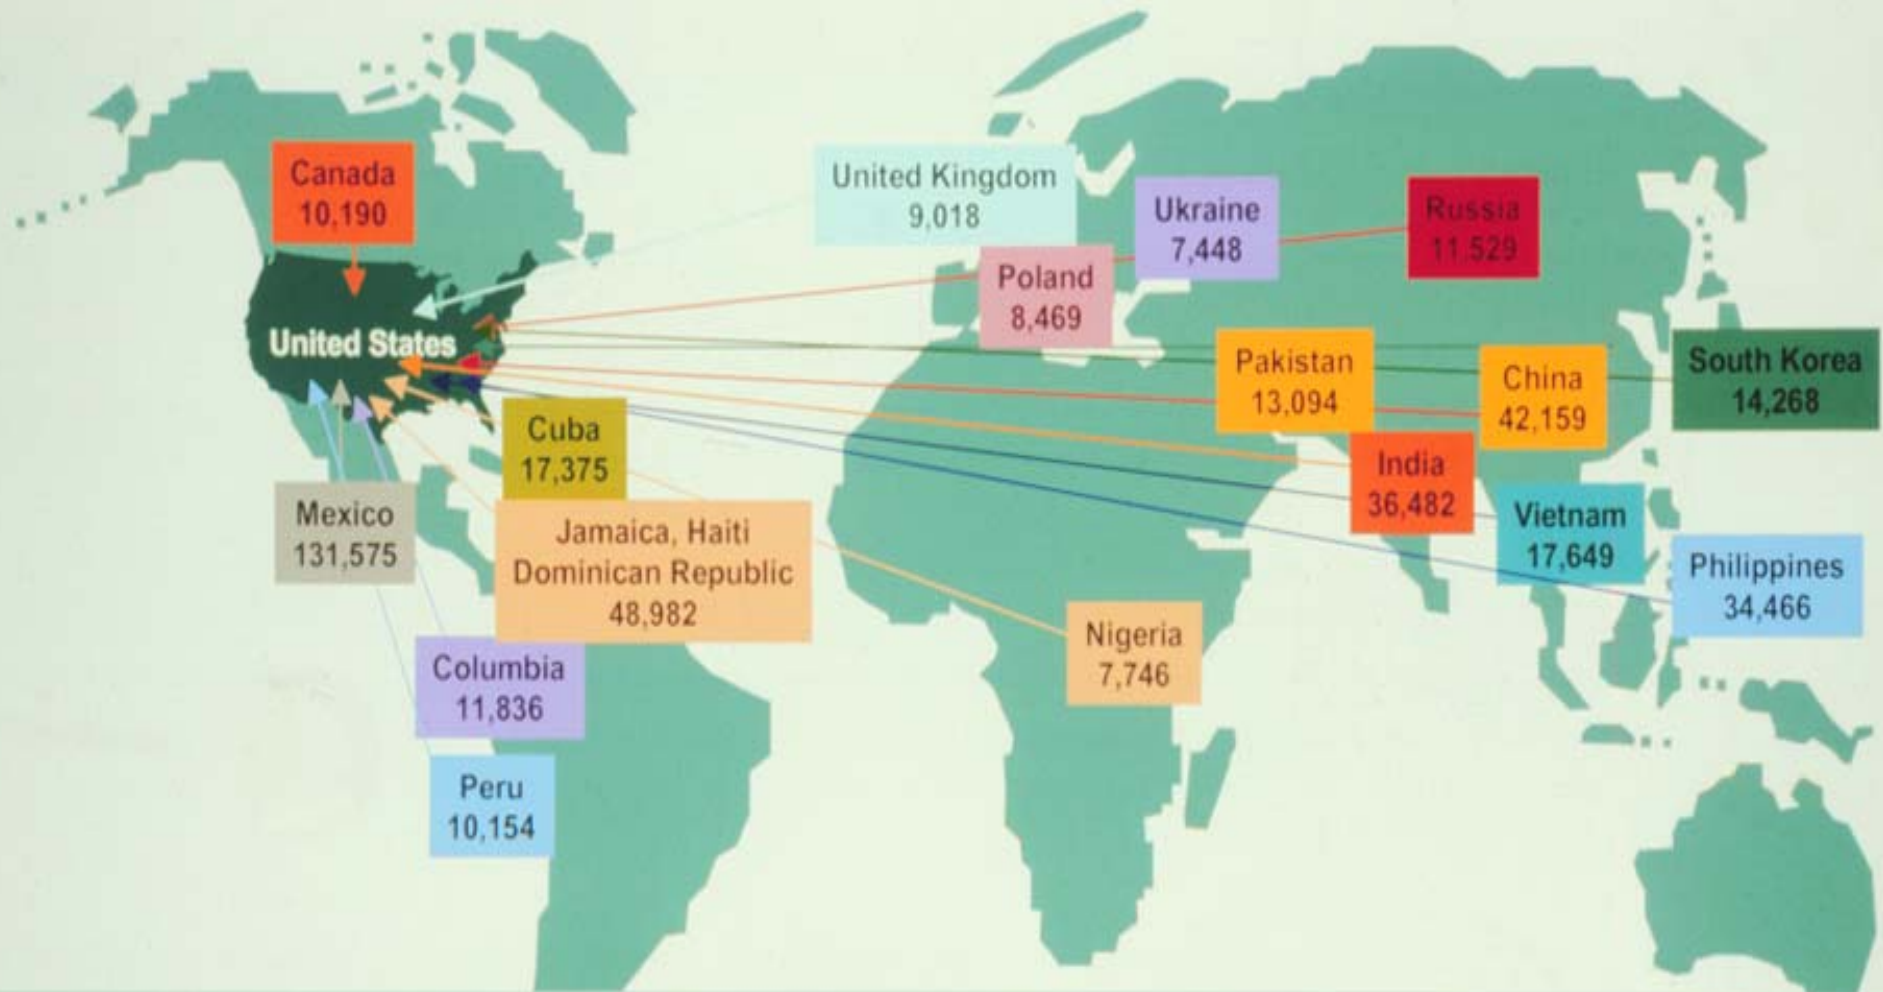 Canada
10,190
United Kingdom
9,018
Ukraine
7,448
Russia
11,529
Poland
8,469
United States
Pakistan
13,094
China
42,159
South Korea
14,268
Cuba
17,375
India
36,482
Mexico
131,575
Jamaica, Haiti
Dominican Republic
48,982
Vietnam
17,649
Philippines
34,466
Nigeria
7,746
Columbia
11,836
Peru
10,154